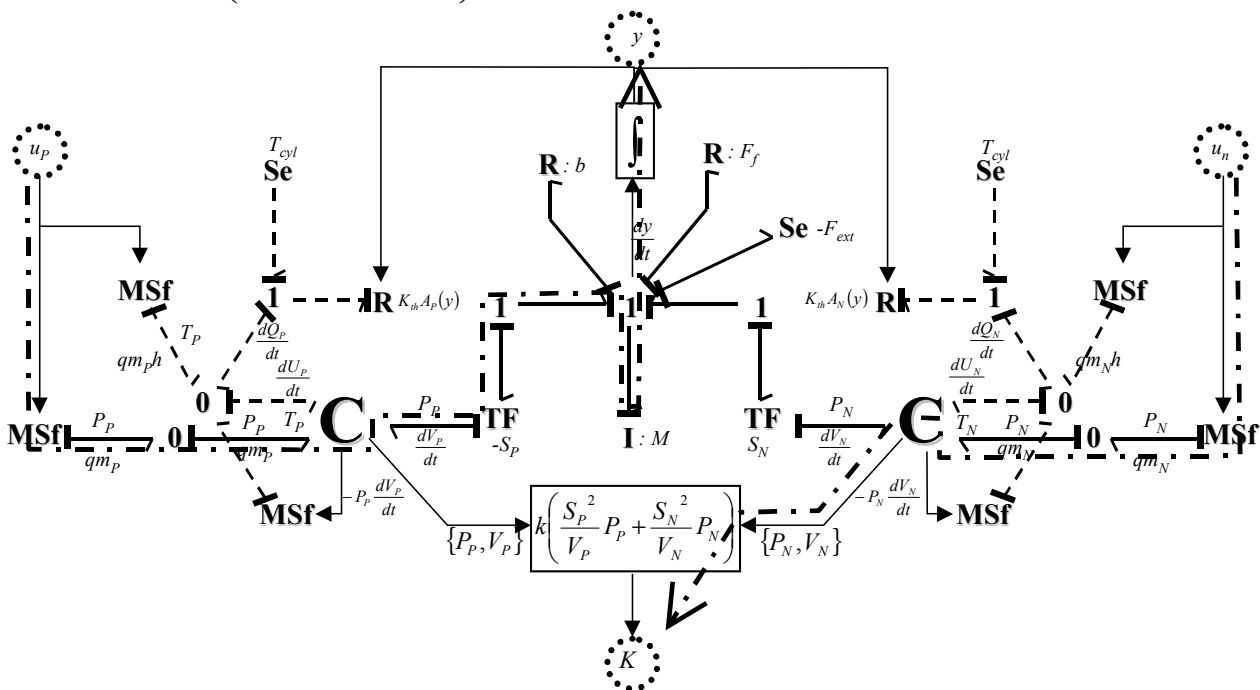 y
u_P
u_n
T_cyl
Se
T_cyl
Se
R : b
∫
R : F_f
dy/dt
Se -F_ext
MSf
1
R K_th A_P(y)
1
1
1
K_th A_N(y) R
1
MSf
T_P
qm_P h
dQ_P/dt
dU_P/dt
dQ_N/dt
dU_N/dt
qm_N h
0
0
MSf
P_P
qm_P
0
P_P
qm_P
T_P
C
P_P
dV_P/dt
TF
-S_P
I : M
TF
S_N
P_N
dV_N/dt
C
T_N
P_N
qm_N
0
P_N
qm_N
MSf
MSf
-P_P dV_P/dt
-P_N dV_N/dt
MSf
{P_P, V_P}
k(S_P^2/V_P P_P + S_N^2/V_N P_N)
{P_N, V_N}
K